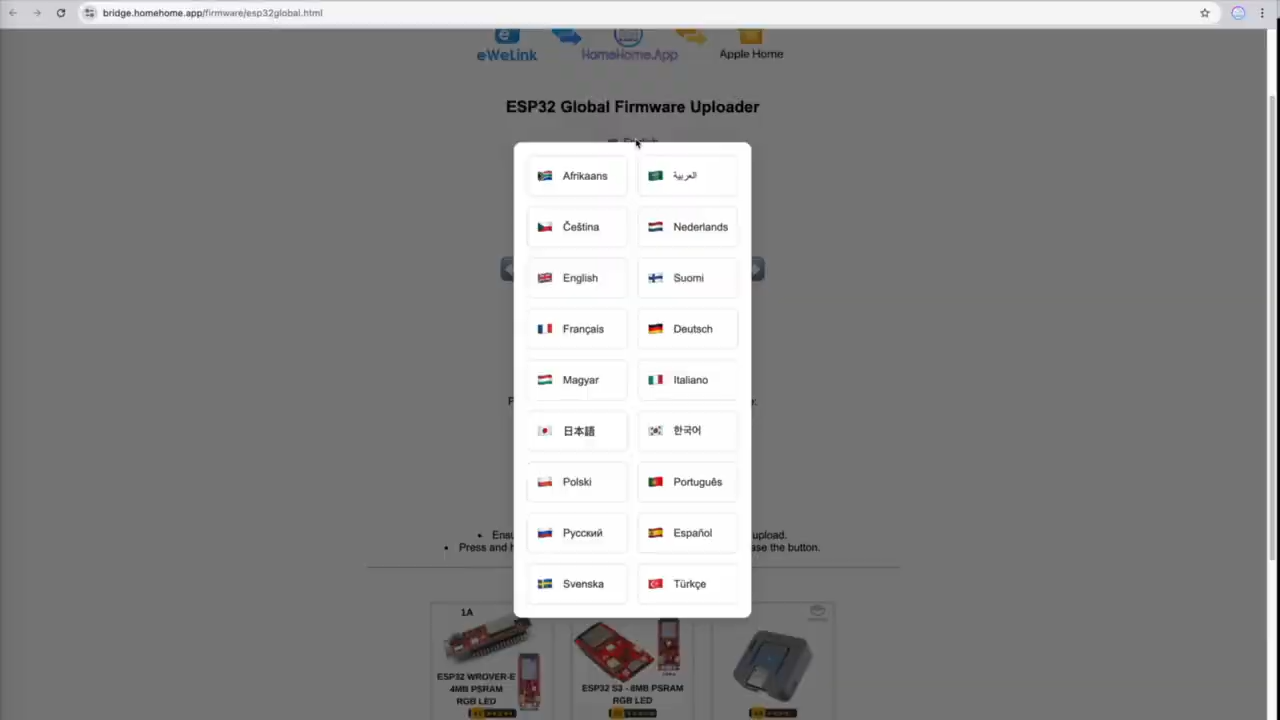 bridge.homehome.app/firmware/esp32global.html
eWeLink
HomeHome.App
Apple Home
ESP32 Global Firmware Uploader
English
Afrikaans
العربية
Čeština
Nederlands
English
Suomi
Français
Deutsch
Magyar
Italiano
日本語
한국어
Polski
Português
Русский
Español
Svenska
Türkçe
upload.
Press and
ase the button.
1A
ESP32 WROVER-E
4MB PSRAM
RGB LED
ESP32 S3 - 8MB PSRAM
RGB LED